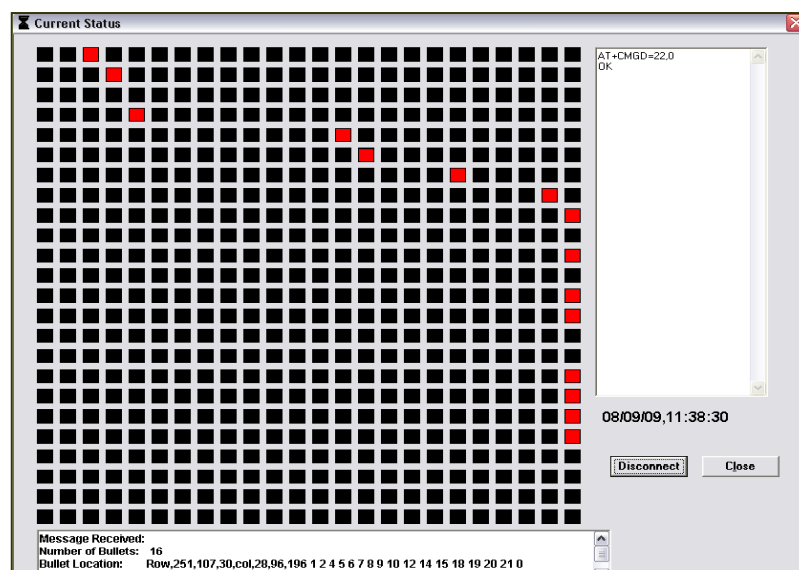 Current Status
AT+CMGD=22,0
OK
08/09/09,11:38:30
Disconnect
Close
Message Received:
Number of Bullets: 16
Bullet Location: Row,251,107,30,col,28,96,196 1 2 4 5 6 7 8 9 10 12 14 15 18 19 20 21 0